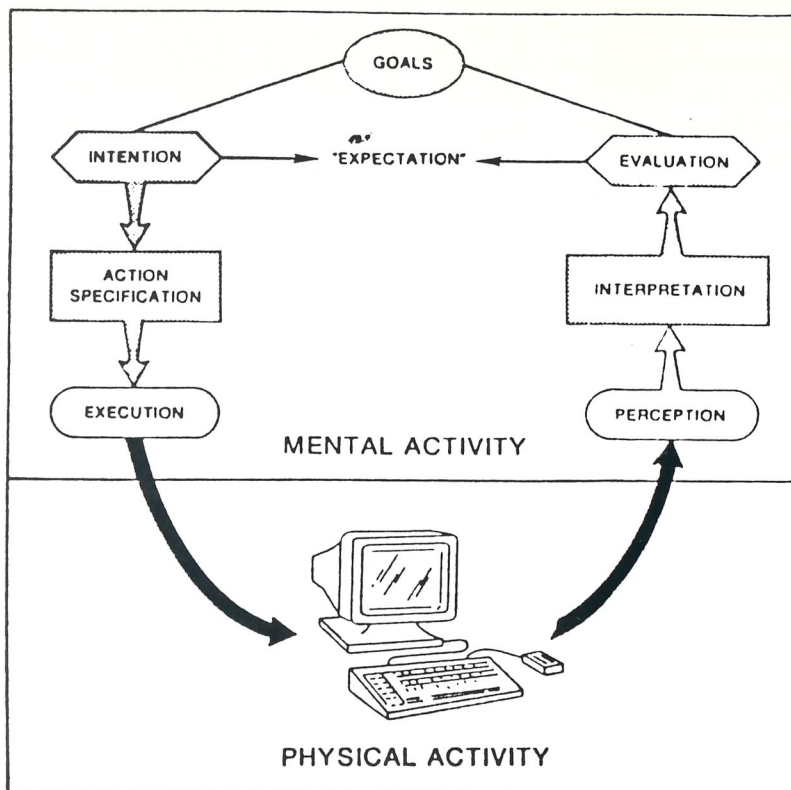 GOALS
INTENTION
"EXPECTATION"
EVALUATION
ACTION
SPECIFICATION
INTERPRETATION
EXECUTION
PERCEPTION
MENTAL ACTIVITY
PHYSICAL ACTIVITY